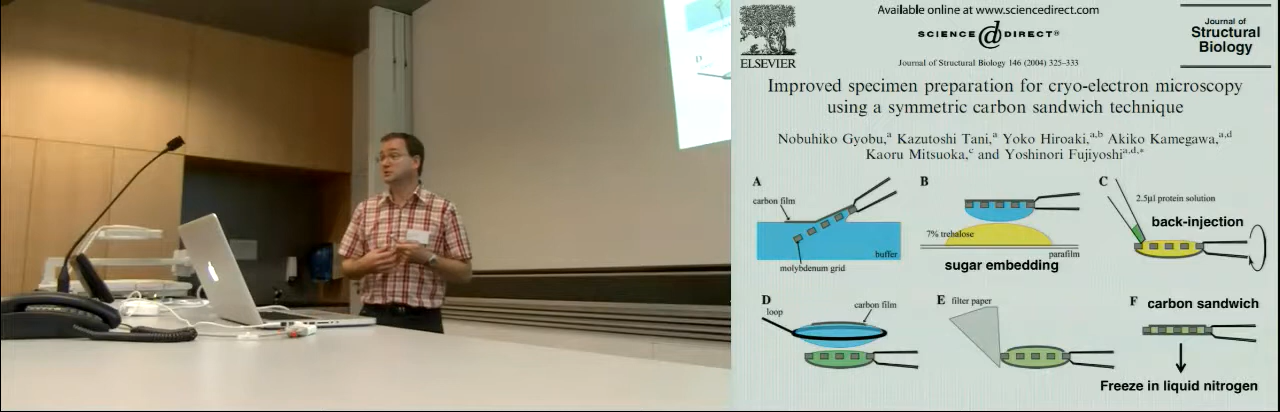 Available online at www.sciencedirect.com
SCIENCE @ DIRECT®
ELSEVIER
Journal of Structural Biology 146 (2004) 325–333
Journal of
Structural
Biology
Improved specimen preparation for cryo-electron microscopy
using a symmetric carbon sandwich technique
Nobuhiko Gyobu,a Kazutoshi Tani,a Yoko Hiroaki,a,b Akiko Kamegawa,a,d
Kaoru Mitsuoka,c and Yoshinori Fujiyoshia,d,*
A
carbon film
buffer
molybdenum grid
B
7% trehalose
parafilm
sugar embedding
C
2.5μl protein solution
back-injection
D
loop
carbon film
E
filter paper
F
carbon sandwich
Freeze in liquid nitrogen